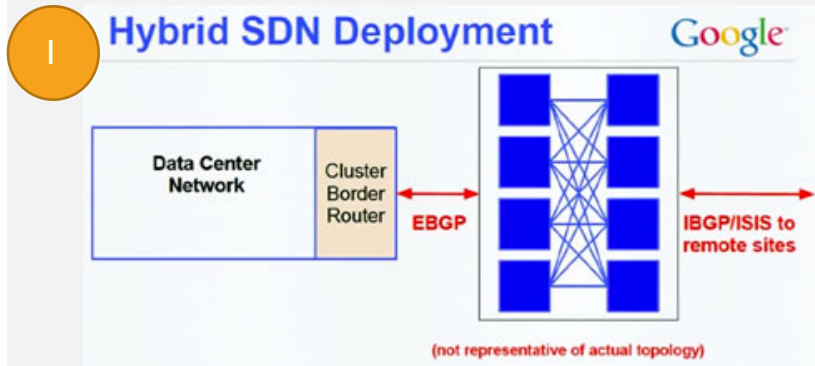 I
Hybrid SDN Deployment
Google
Data Center
Network
Cluster
Border
Router
EBGP
IBGP/ISIS to
remote sites
(not representative of actual topology)